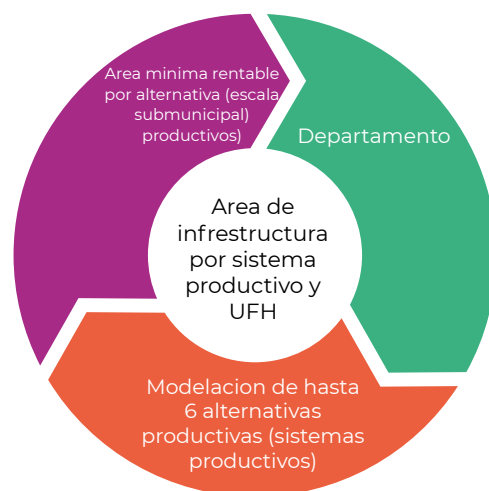 Area minima rentable
por alternativa (escala
submunicipal)
productivos)
Departamento
Area de
infrestructura
por sistema
productivo y
UFH
Modelacion de hasta
6 alternativas
productivas (sistemas
productivos)